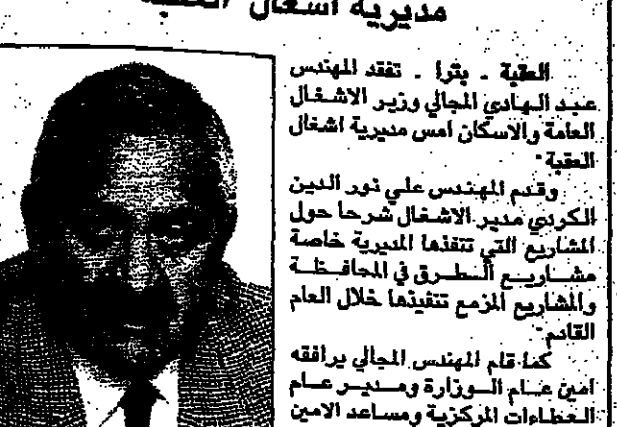 مديرية اشغال العقبة
العقبة - بترا - تفقد المهندس
عبد الهادي المجالي وزير الاشغال
العامة والاسكان امس مديرية اشغال
العقبة ·
وقدم المهندس علي نور الدين
الكردي مدير الاشغال شرحا حول
المشاريع التي تنفذها المديرية خاصة
مشاريع الطرق في المحافظة
والمشاريع المزمع تنفيذها خلال العام
القادم ·
كما قام المهندس المجالي يرافقه
امين عام الوزارة ومدير عام
العطاءات المركزية ومساعد الامين